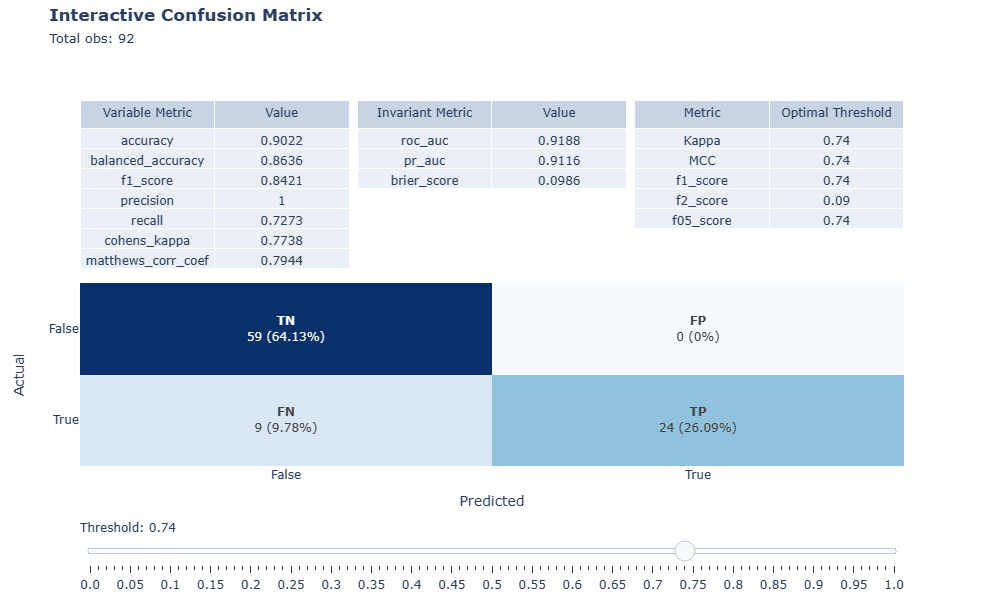 Interactive Confusion Matrix
Total obs: 92
Variable Metric Value Invariant Metric Value Metric Optimal Threshold
accuracy 0.9022 roc_auc 0.9188 Kappa 0.74
balanced_accuracy 0.8636 pr_auc 0.9116 MCC 0.74
f1_score 0.8421 brier_score 0.0986 f1_score 0.74
precision 1 f2_score 0.09
recall 0.7273 f05_score 0.74
cohens_kappa 0.7738
matthews_corr_coef 0.7944
TN FP
False 59 (64.13%) 0 (0%)
Actual
FN TP
True 9 (9.78%) 24 (26.09%)
False True
Predicted
Threshold: 0.74
0.0 0.05 0.1 0.15 0.2 0.25 0.3 0.35 0.4 0.45 0.5 0.55 0.6 0.65 0.7 0.75 0.8 0.85 0.9 0.95 1.0